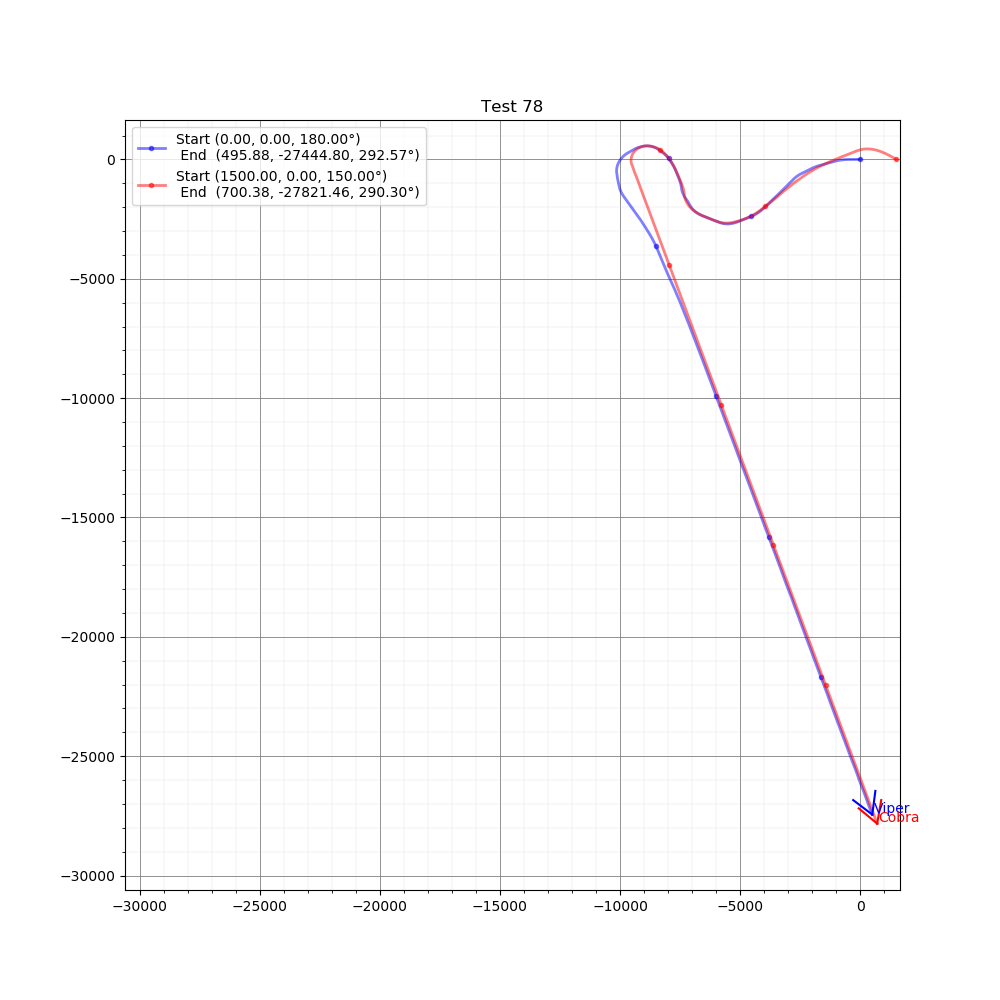 Test 78
Start (0.00, 0.00, 180.00°)
End (495.88, -27444.80, 292.57°)
Start (1500.00, 0.00, 150.00°)
End (700.38, -27821.46, 290.30°)
0
−5000
−10000
−15000
−20000
−25000
−30000
Viper
Cobra
−30000 −25000 −20000 −15000 −10000 −5000 0